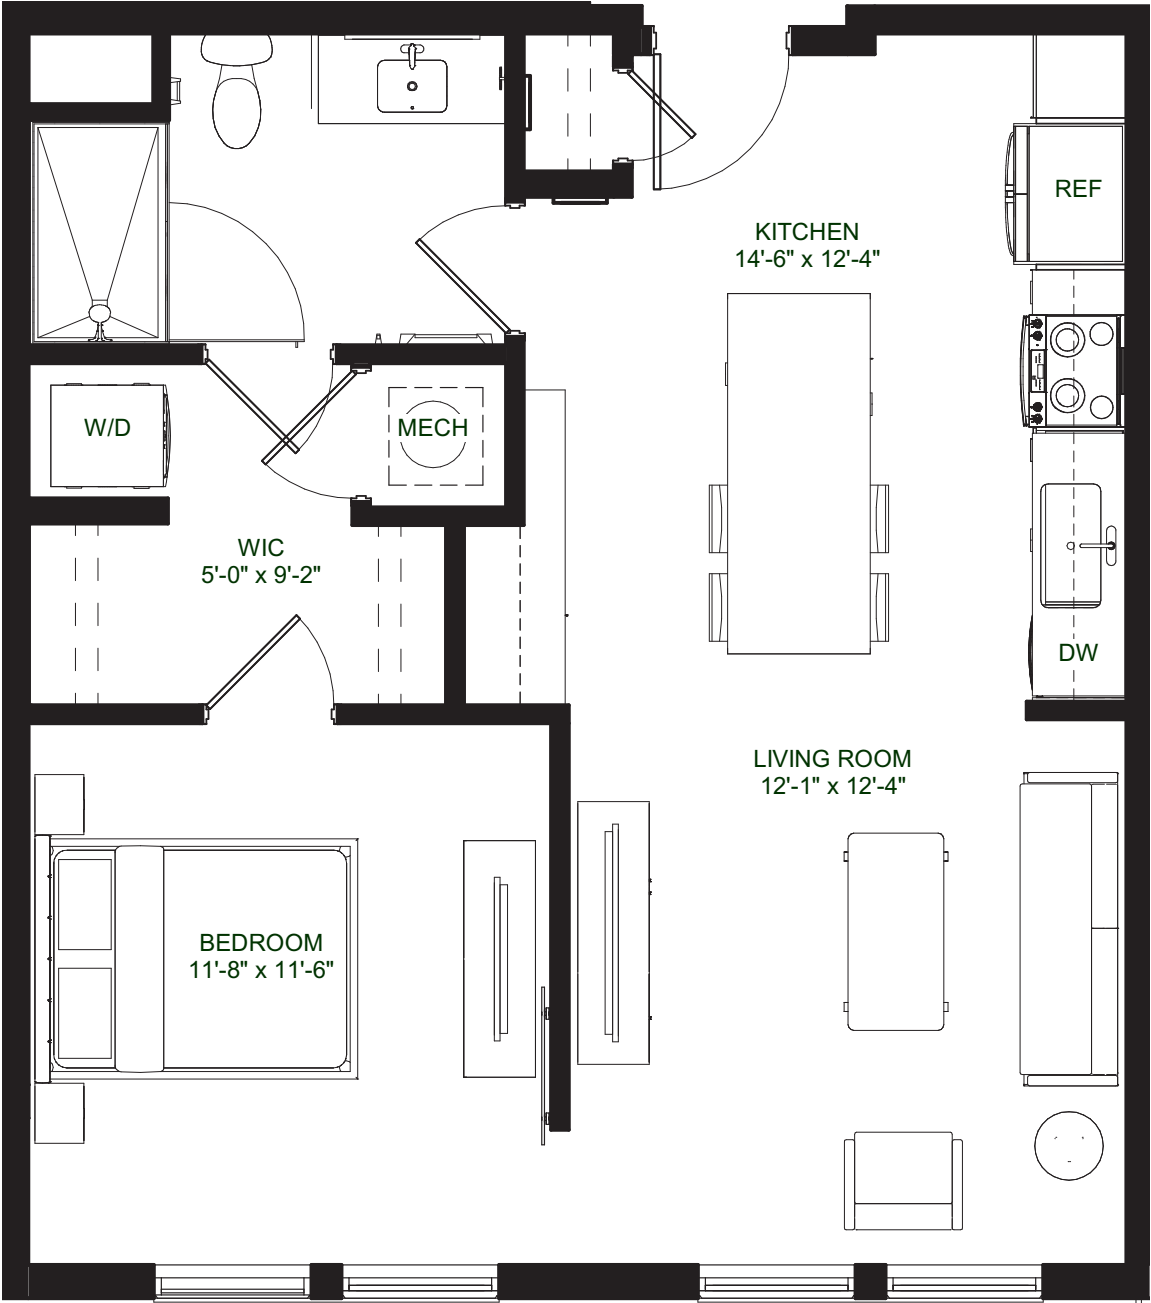 REF
KITCHEN
14'-6" x 12'-4"
W/D
MECH
WIC
5'-0" x 9'-2"
DW
LIVING ROOM
12'-1" x 12'-4"
BEDROOM
11'-8" x 11'-6"